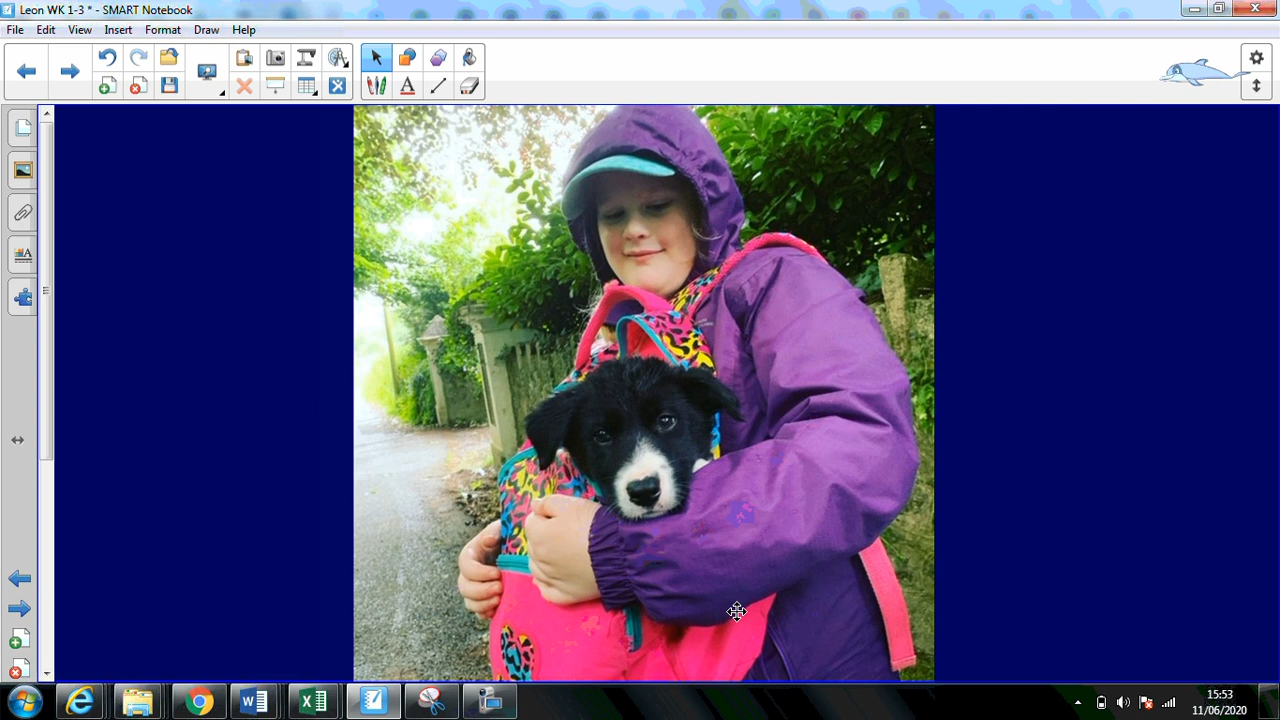 Leon WK 1-3 * - SMART Notebook
File Edit View Insert Format Draw Help
15:53
11/06/2020